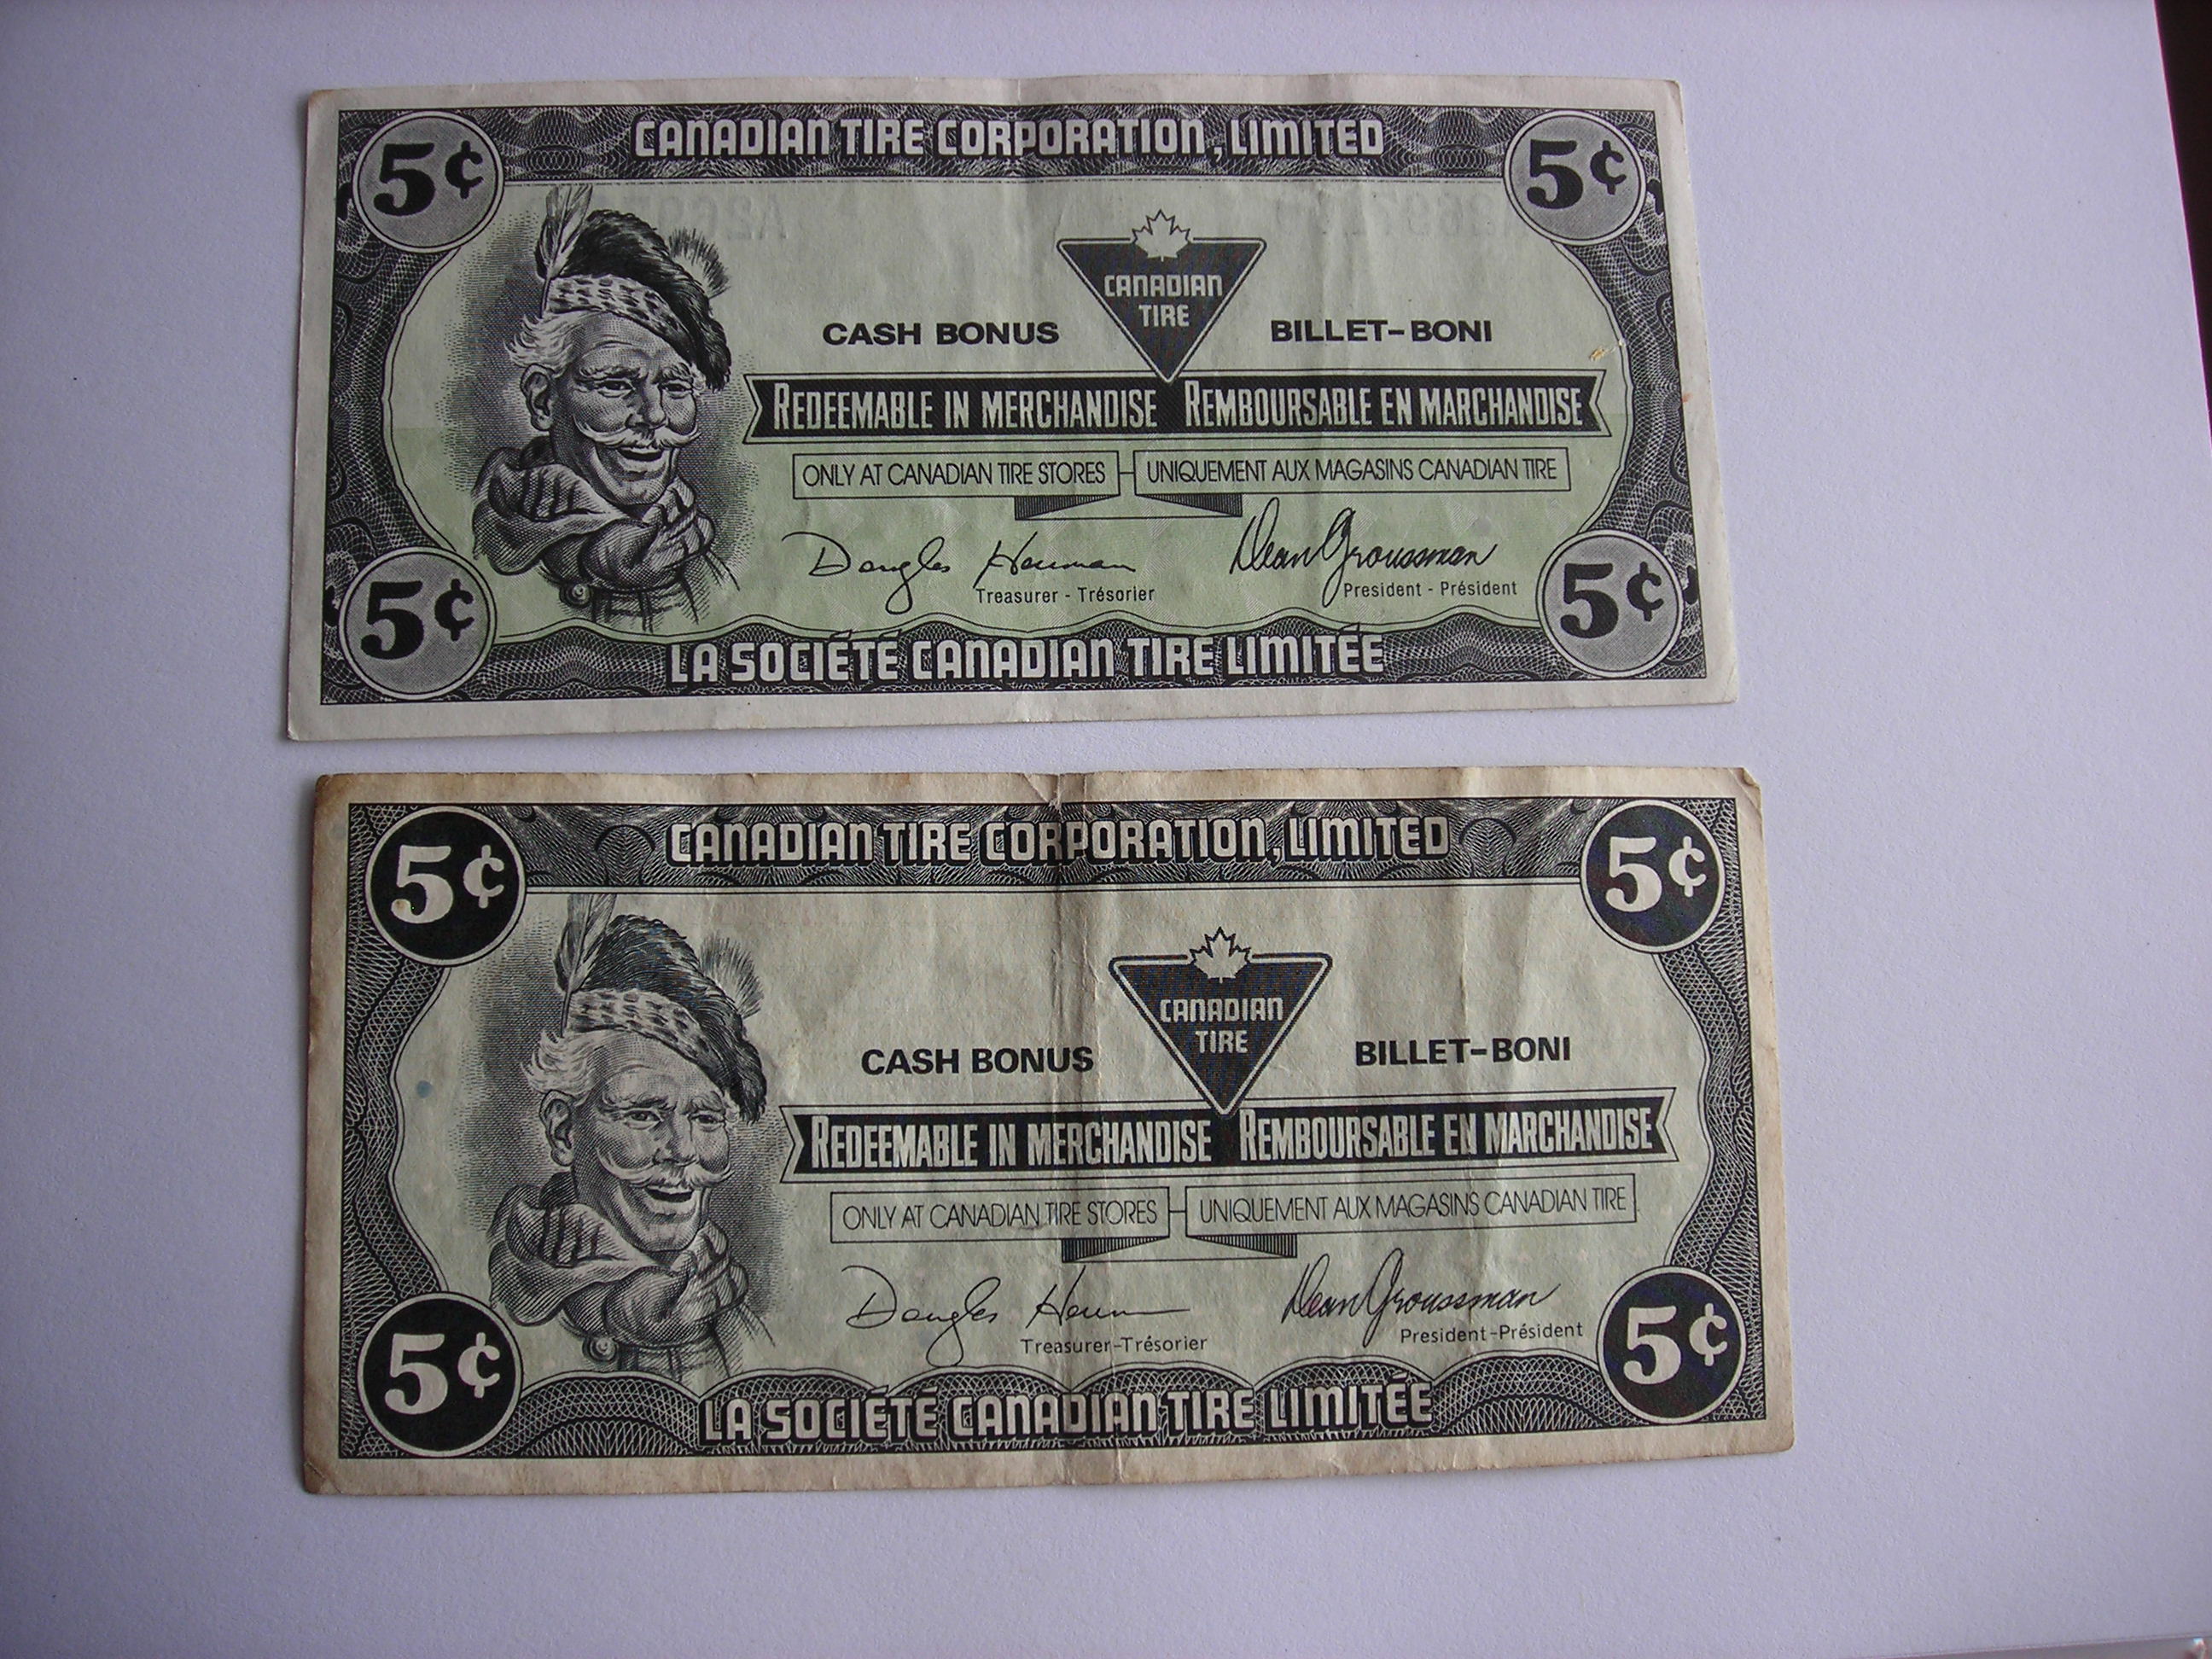 CANADIAN TIRE CORPORATION, LIMITED
5¢ 5¢
CANADIAN
TIRE
CASH BONUS BILLET-BONI
REDEEMABLE IN MERCHANDISE REMBOURSABLE EN MARCHANDISE
ONLY AT CANADIAN TIRE STORES UNIQUEMENT AUX MAGASINS CANADIAN TIRE
Dean Groussman
Treasurer - Trésorier President - Président
5¢ 5¢
LA SOCIÉTÉ CANADIAN TIRE LIMITÉE
CANADIAN TIRE CORPORATION, LIMITED
5¢ 5¢
CANADIAN
TIRE
CASH BONUS BILLET-BONI
REDEEMABLE IN MERCHANDISE REMBOURSABLE EN MARCHANDISE
ONLY AT CANADIAN TIRE STORES UNIQUEMENT AUX MAGASINS CANADIAN TIRE
Dean Groussman
Treasurer-Trésorier President-Président
5¢ 5¢
LA SOCIÉTÉ CANADIAN TIRE LIMITÉE